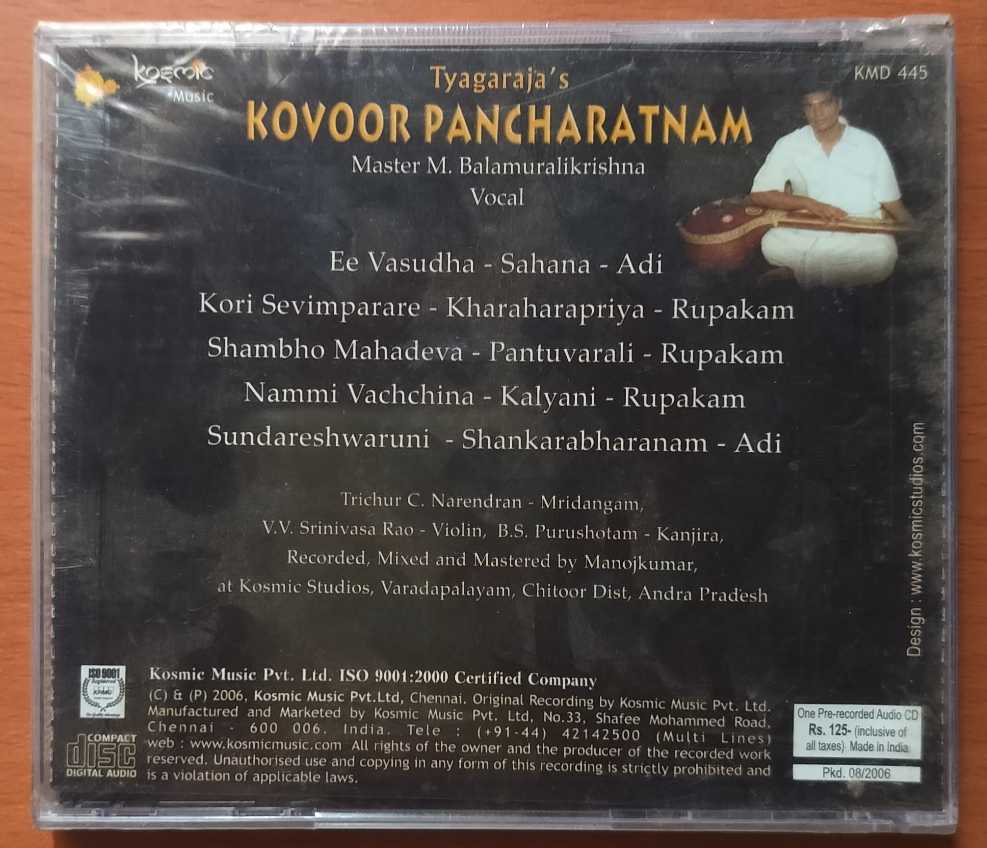 Kosmic
Music
Tyagaraja's
KMD 445
KOVOOR PANCHARATNAM
Master M. Balamuralikrishna
Vocal
Ee Vasudha - Sahana - Adi
Kori Sevimparare - Kharaharapriya - Rupakam
Shambho Mahadeva - Pantuvarali - Rupakam
Nammi Vachchina - Kalyani - Rupakam
Sundareshwaruni - Shankarabharanam - Adi
Trichur C. Narendran - Mridangam,
V.V. Srinivasa Rao - Violin, B.S. Purushotam - Kanjira,
Recorded, Mixed and Mastered by Manojkumar,
at Kosmic Studios, Varadapalayam, Chitoor Dist, Andra Pradesh
Design : www.kosmicstudios.com
ISO 9001
Registered
KPMG
Kosmic Music Pvt. Ltd. ISO 9001:2000 Certified Company
(C) & (P) 2006, Kosmic Music Pvt.Ltd, Chennai. Original Recording by Kosmic Music Pvt. Ltd.
Manufactured and Marketed by Kosmic Music Pvt. Ltd, No.33, Shafee Mohammed Road,
Chennai - 600 006. India. Tele : (+91-44) 42142500 (Multi Lines)
web : www.kosmicmusic.com All rights of the owner and the producer of the recorded work
reserved. Unauthorised use and copying in any form of this recording is strictly prohibited and
is a violation of applicable laws.
COMPACT
disc
DIGITAL AUDIO
One Pre-recorded Audio CD
Rs. 125- (inclusive of
all taxes) Made in India
Pkd. 08/2006